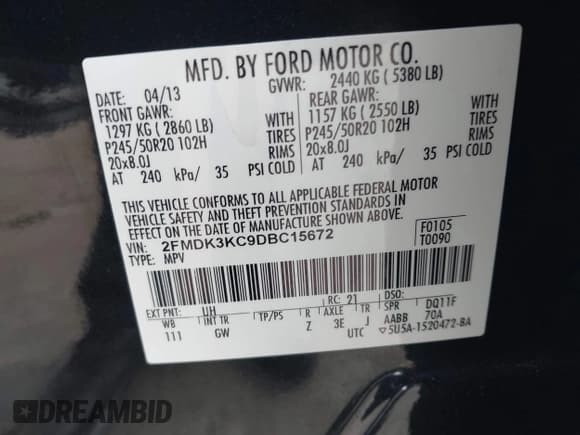 MFD. BY FORD MOTOR CO.
DATE: 04/13 GVWR: 2440 KG ( 5380 LB)
FRONT GAWR: REAR GAWR:
1297 KG (2860 LB) WITH 1157 KG ( 2550 LB) WITH
P245/50R20 102H TIRES P245/50R20 102H TIRES
20x8.0J RIMS 20x8.0J RIMS
AT 240 kPa/ 35 PSI COLD AT 240 kPa/ 35 PSI COLD
THIS VEHICLE CONFORMS TO ALL APPLICABLE FEDERAL MOTOR
VEHICLE SAFETY AND THEFT PREVENTION STANDARDS IN
EFFECT ON THE DATE OF MANUFACTURE SHOWN ABOVE.
VIN: 2FMDK3KC9DBC15672 F0105
TYPE: MPV T0090
EXT PNT: UH RC: 21 DSO:
WB INT TR TP/PS R AXLE TR SPR DQ11F
111 GW Z 3E J AABB 70A
UTC ▽5U5A-1520472-BA
DREAMBID